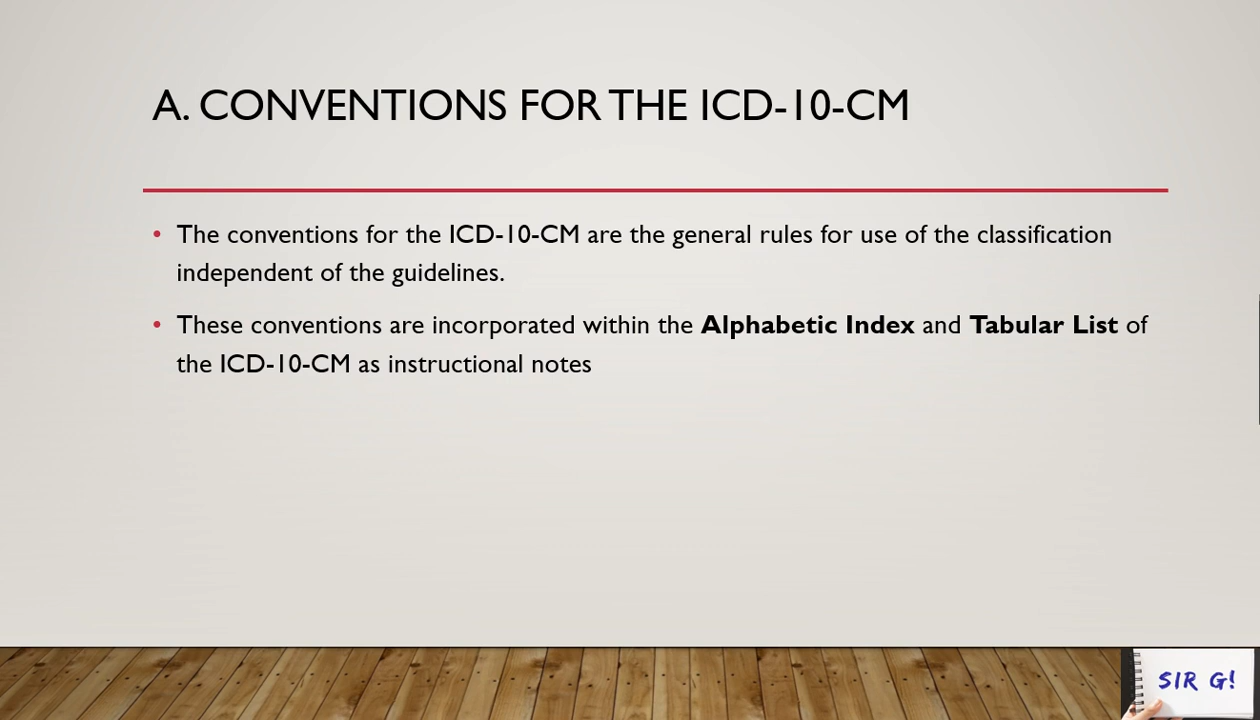 A. CONVENTIONS FOR THE ICD-10-CM
• The conventions for the ICD-10-CM are the general rules for use of the classification
independent of the guidelines.
• These conventions are incorporated within the Alphabetic Index and Tabular List of
the ICD-10-CM as instructional notes
SIR G!